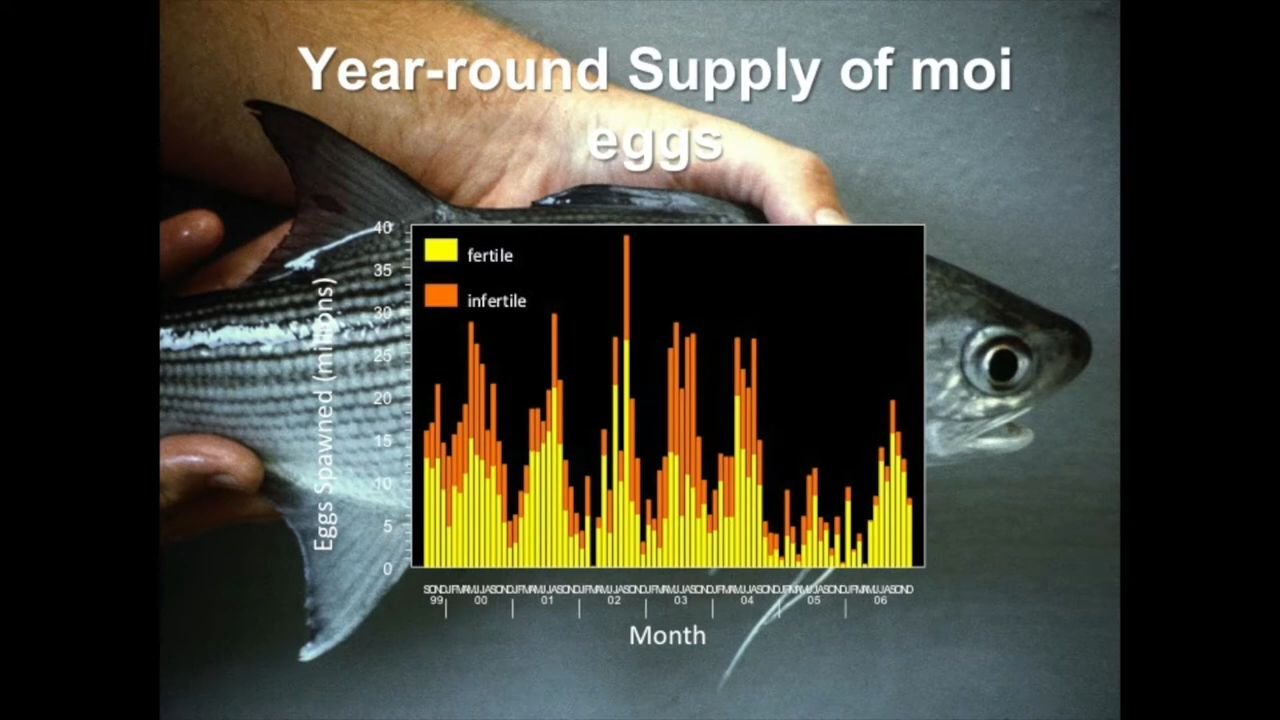 Year-round Supply of moi
eggs
Eggs Spawned (millions)
40
35
30
25
20
15
10
5
0
fertile
infertile
SONDJFMAMJJASONDJFMAMJJASONDJFMAMJJASONDJFMAMJJASONDJFMAMJJASONDJFMAMJJASONDJFMAMJJASOND
99 00 01 02 03 04 05 06
Month